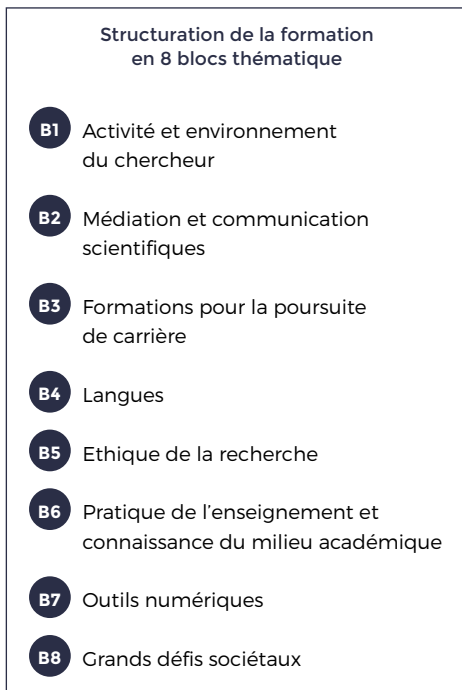 Structuration de la formation
en 8 blocs thématique
B1 Activité et environnement
du chercheur
B2 Médiation et communication
scientifiques
B3 Formations pour la poursuite
de carrière
B4 Langues
B5 Ethique de la recherche
B6 Pratique de l’enseignement et
connaissance du milieu académique
B7 Outils numériques
B8 Grands défis sociétaux